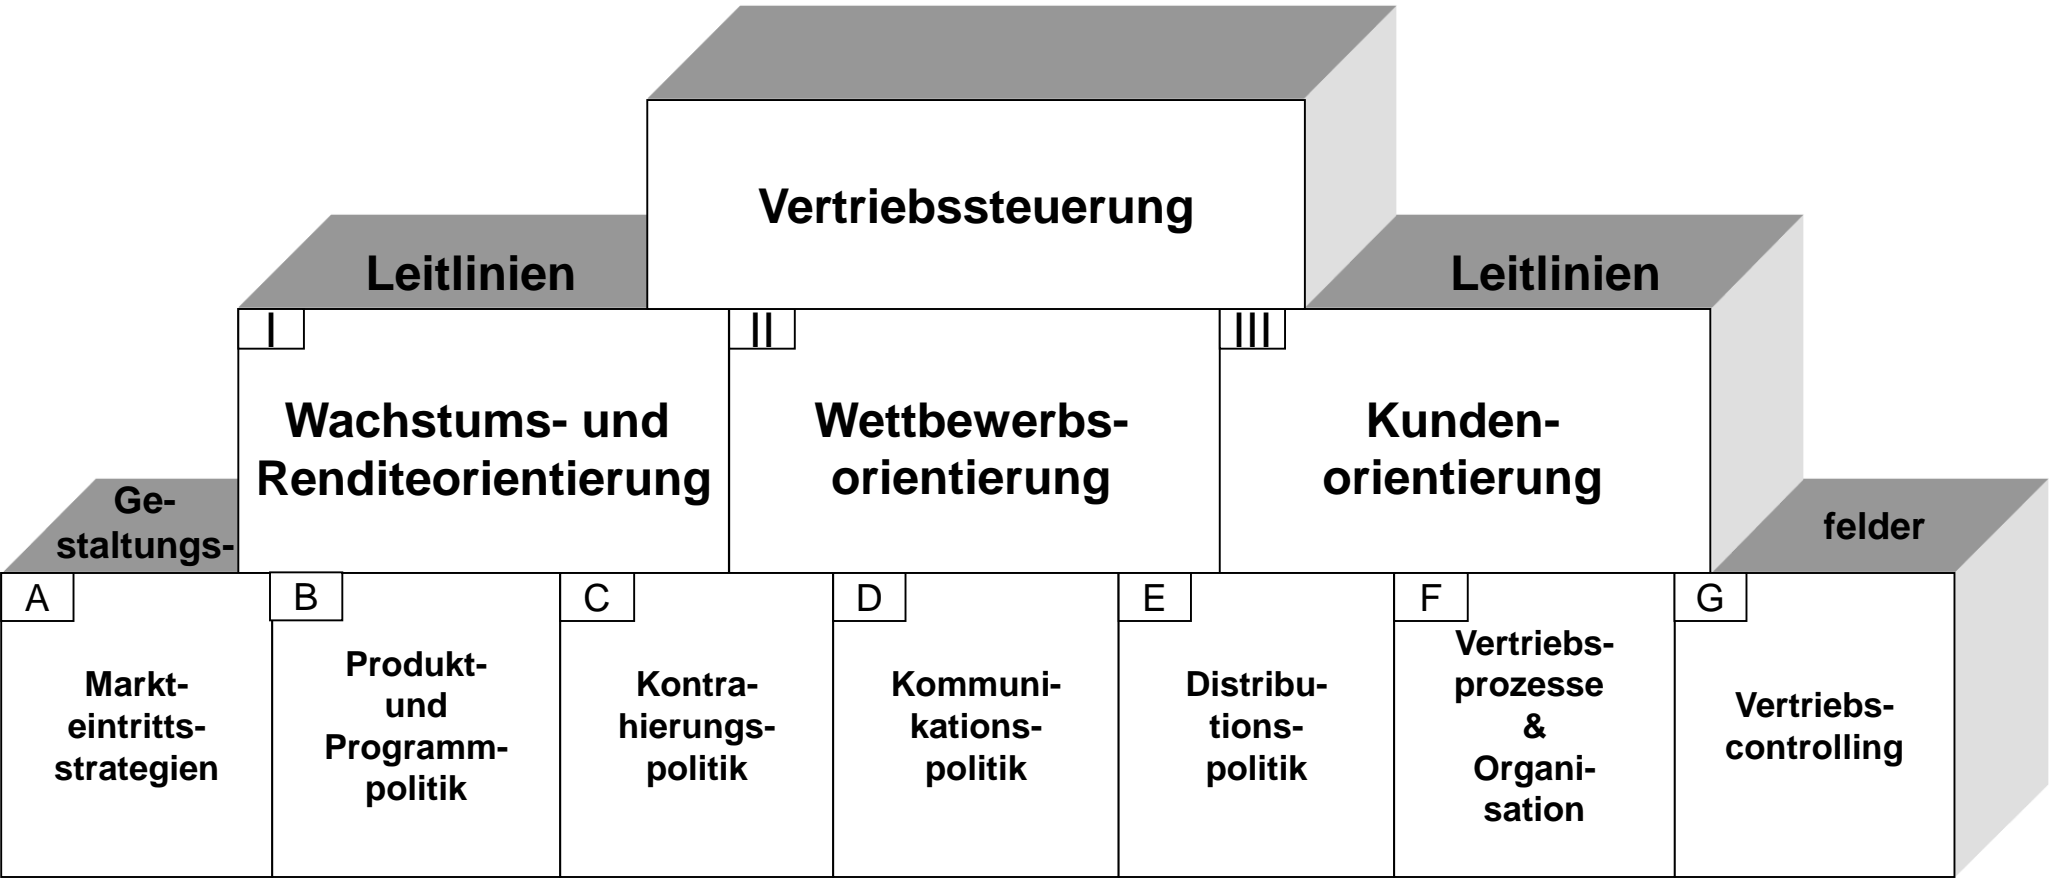 Vertriebssteuerung
Leitlinien
Leitlinien
I
Wachstums- und
Renditeorientierung
II
Wettbewerbs-
orientierung
III
Kunden-
orientierung
Ge-
staltungs-
felder
A
Markt-
eintritts-
strategien
B
Produkt-
und
Programm-
politik
C
Kontra-
hierungs-
politik
D
Kommuni-
kations-
politik
E
Distribu-
tions-
politik
F
Vertriebs-
prozesse
&
Organi-
sation
G
Vertriebs-
controlling